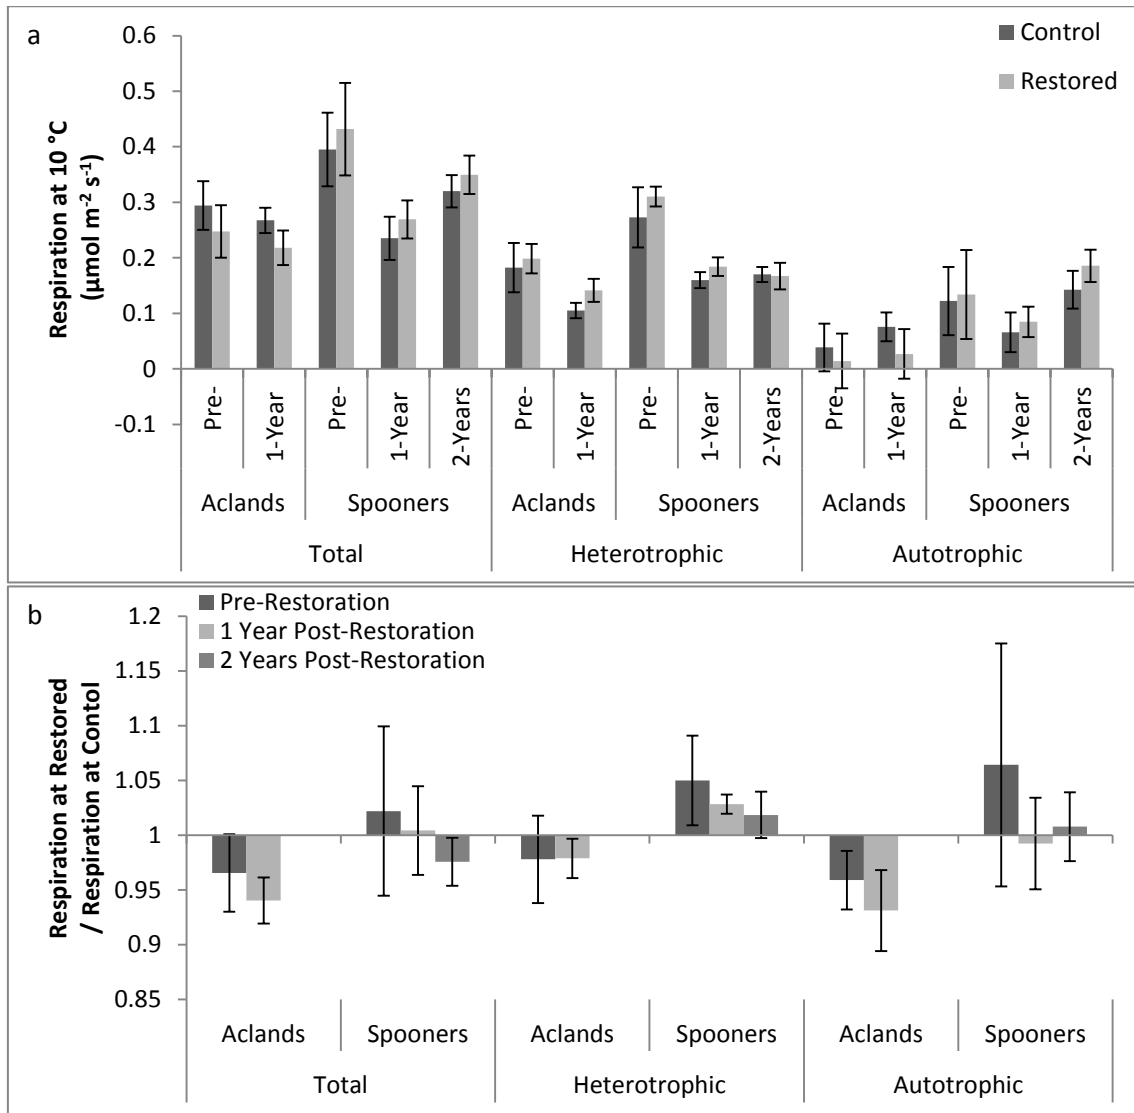 a
Control
Restored
Respiration at 10 °C
(µmol m⁻² s⁻¹)
0.6
0.5
0.4
0.3
0.2
0.1
0
-0.1
Pre- 1-Year Pre- 1-Year 2-Years Pre- 1-Year Pre- 1-Year 2-Years Pre- 1-Year Pre- 1-Year 2-Years
Aclands Spooners Aclands Spooners Aclands Spooners
Total Heterotrophic Autotrophic
b
Pre-Restoration
1 Year Post-Restoration
2 Years Post-Restoration
Respiration at Restored
/ Respiration at Contol
1.2
1.15
1.1
1.05
1
0.95
0.9
0.85
Aclands Spooners Aclands Spooners Aclands Spooners
Total Heterotrophic Autotrophic